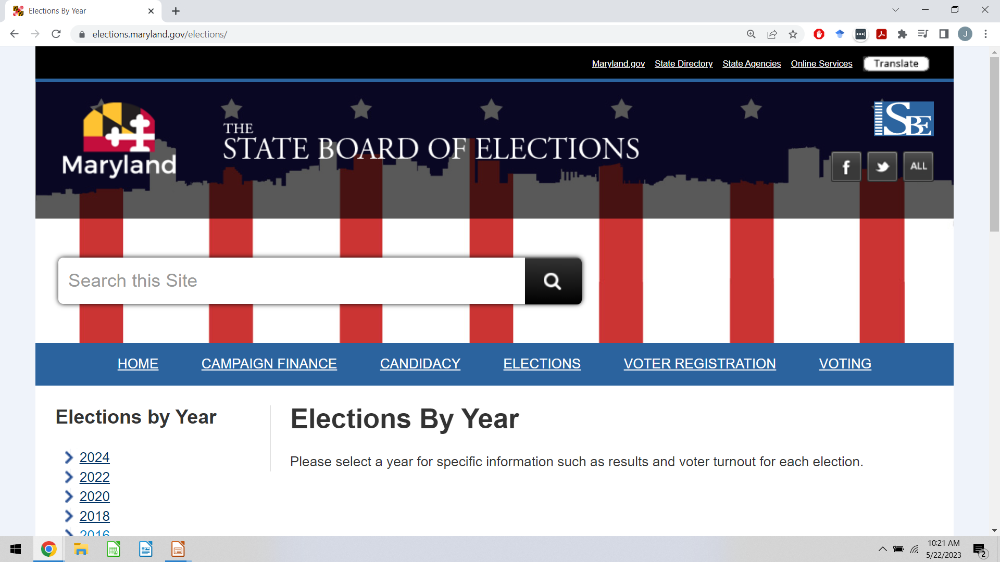 Elections By Year
elections.maryland.gov/elections/
J
Maryland.gov State Directory State Agencies Online Services Translate
Maryland
THE
STATE BOARD OF ELECTIONS
SBE
f ALL
Search this Site
HOME CAMPAIGN FINANCE CANDIDACY ELECTIONS VOTER REGISTRATION VOTING
Elections by Year
2024
2022
2020
2018
2016
Elections By Year
Please select a year for specific information such as results and voter turnout for each election.
10:21 AM
5/22/2023
2